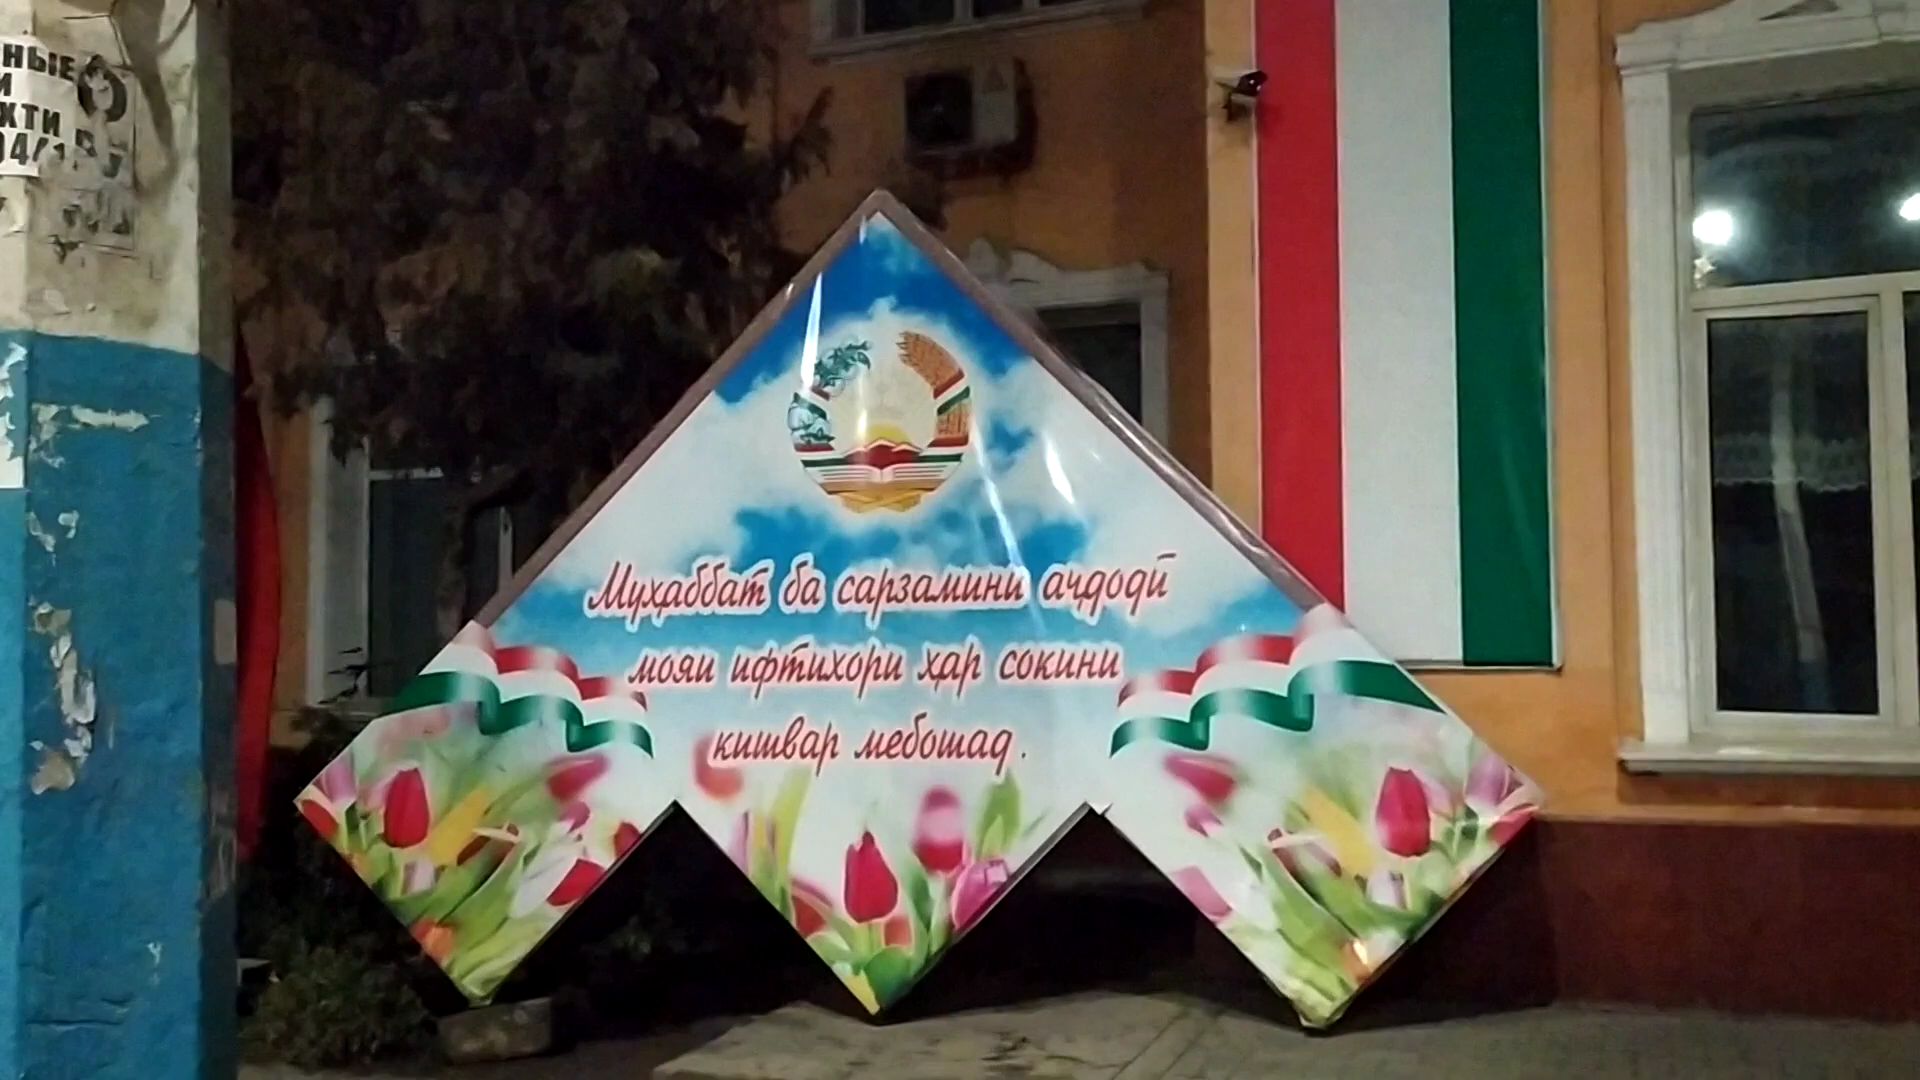 Муҳаббат ба сарзамини аҷдодӣ
мояи ифтихори ҳар сокини
кишвар мебошад.